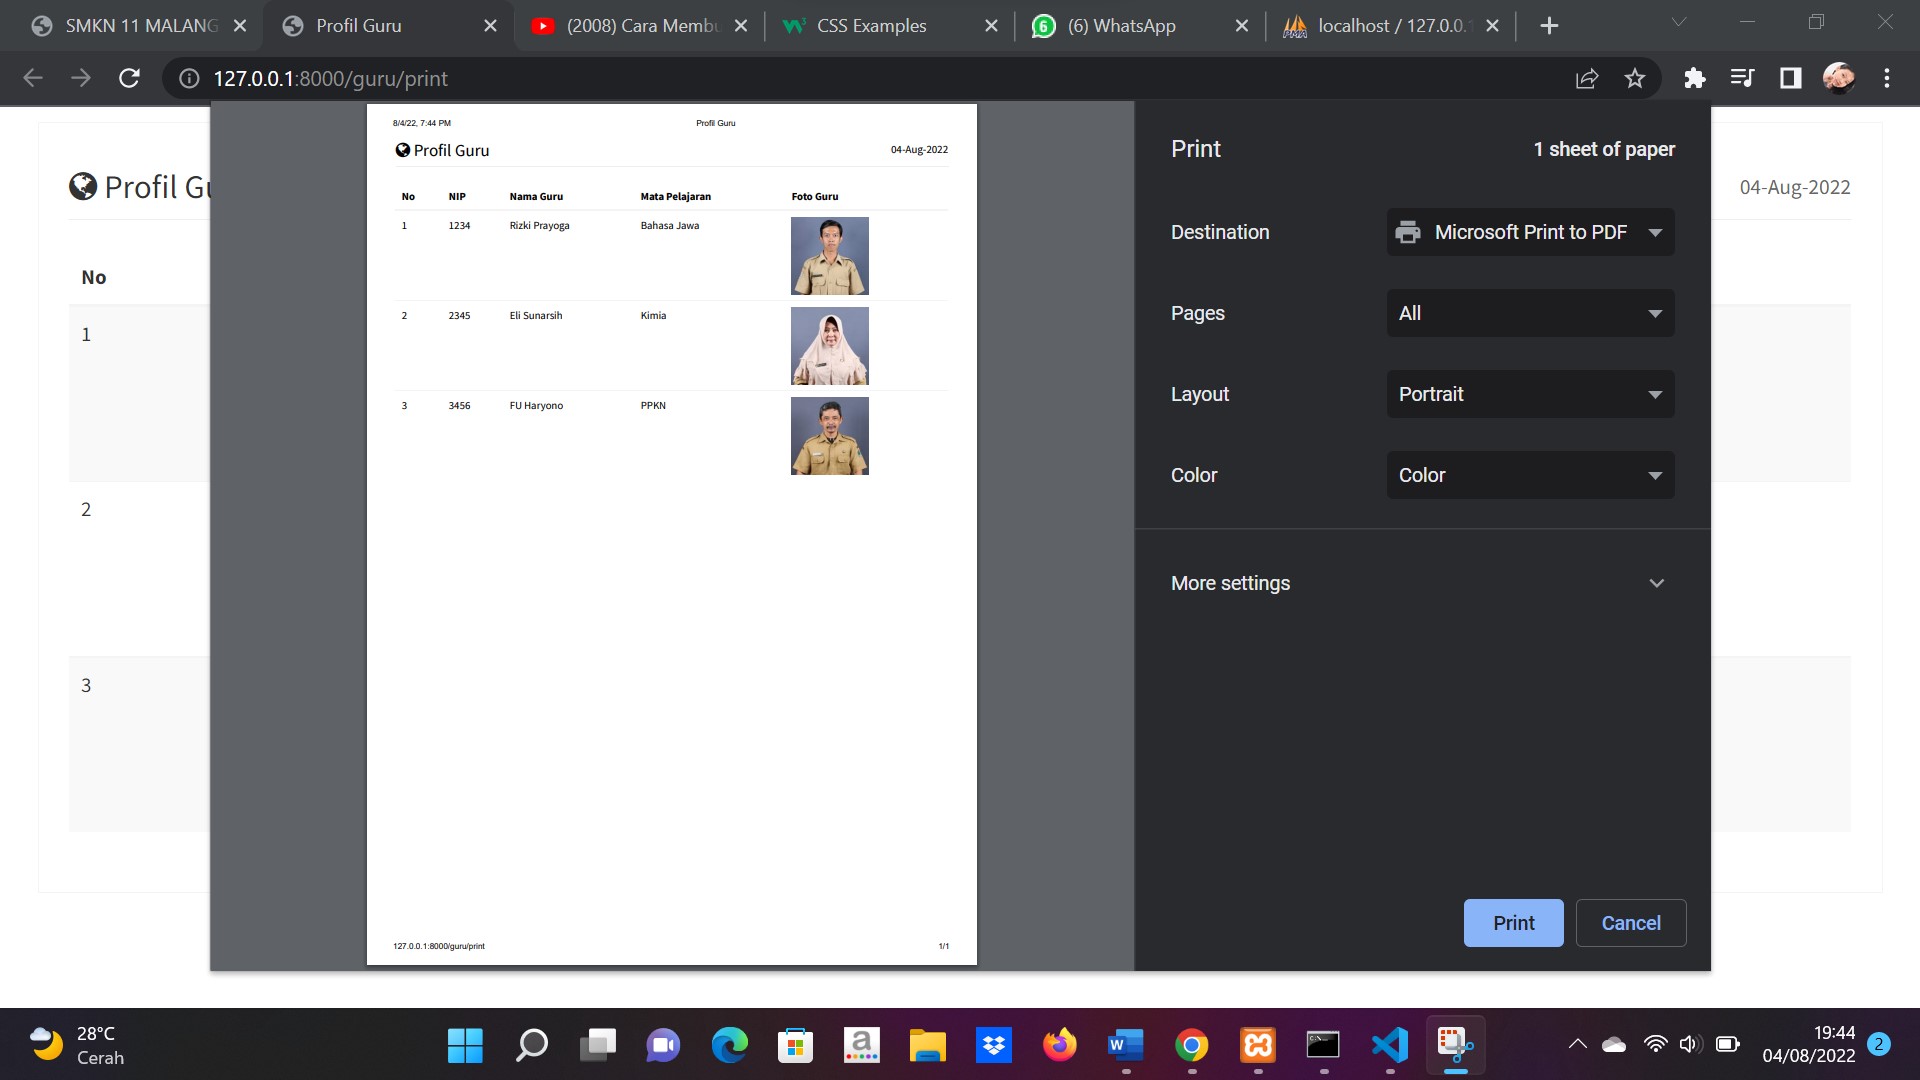 SMKN 11 MALANG
Profil Guru
(2008) Cara Membu
CSS Examples
(6) WhatsApp
localhost / 127.0.0.1
127.0.0.1:8000/guru/print
Profil Gu
04-Aug-2022
No
1
2
3
8/4/22, 7:44 PM
Profil Guru
Profil Guru
04-Aug-2022
No NIP Nama Guru Mata Pelajaran Foto Guru
1 1234 Rizki Prayoga Bahasa Jawa
2 2345 Eli Sunarsih Kimia
3 3456 FU Haryono PPKN
127.0.0.1:8000/guru/print
1/1
Print
1 sheet of paper
Destination
Microsoft Print to PDF
Pages
All
Layout
Portrait
Color
Color
More settings
Print
Cancel
28°C
Cerah
19:44
04/08/2022
2